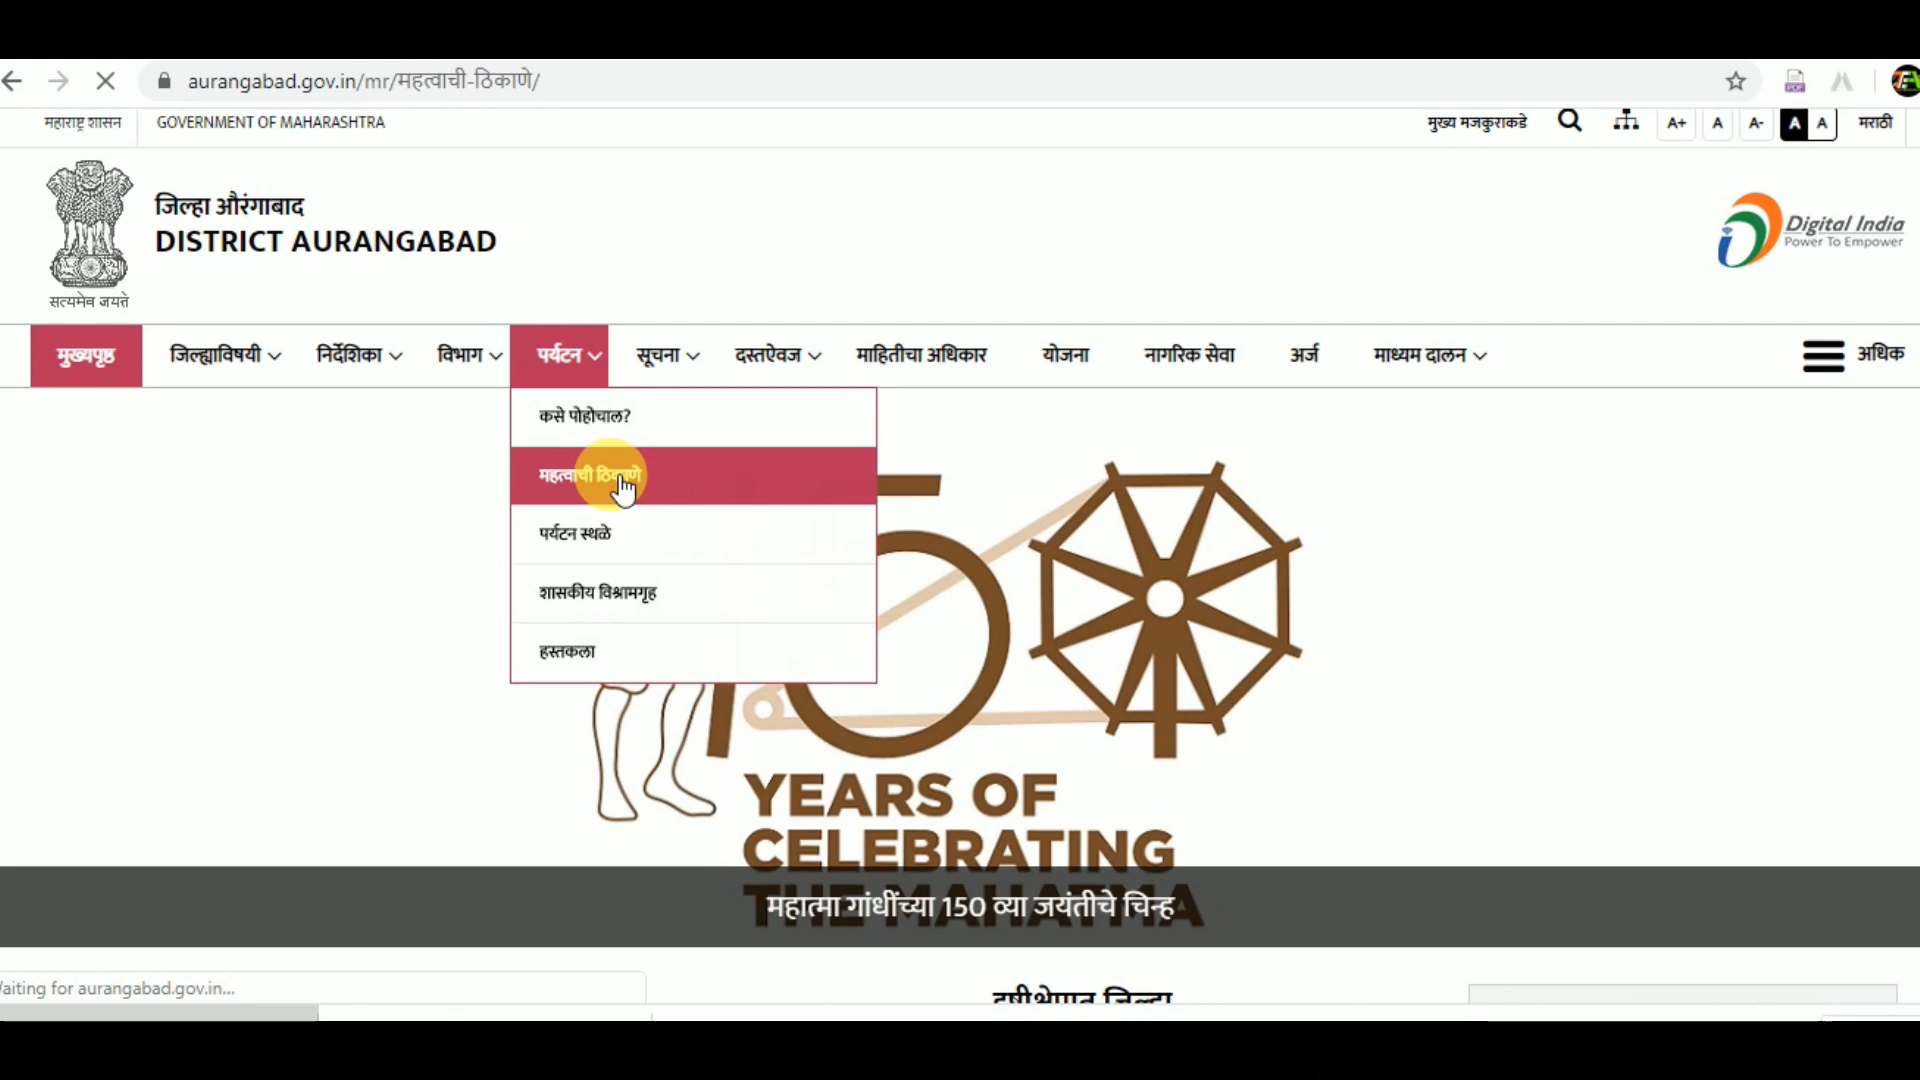 aurangabad.gov.in/mr/महत्वाची-ठिकाणे/
महाराष्ट्र शासन
GOVERNMENT OF MAHARASHTRA
मुख्य मजकुराकडे
A+ A A- A A
मराठी
सत्यमेव जयते
जिल्हा औरंगाबाद
DISTRICT AURANGABAD
Digital India
Power To Empower
मुख्यपृष्ठ जिल्ह्याविषयी निर्देशिका विभाग पर्यटन सूचना दस्तऐवज माहितीचा अधिकार योजना नागरिक सेवा अर्ज माध्यम दालन अधिक
कसे पोहोचाल?
महत्वाची ठिकाणे
पर्यटन स्थळे
शासकीय विश्रामगृह
हस्तकला
YEARS OF
CELEBRATING
THE MAHATMA
महात्मा गांधींच्या 150 व्या जयंतीचे चिन्ह
aiting for aurangabad.gov.in...